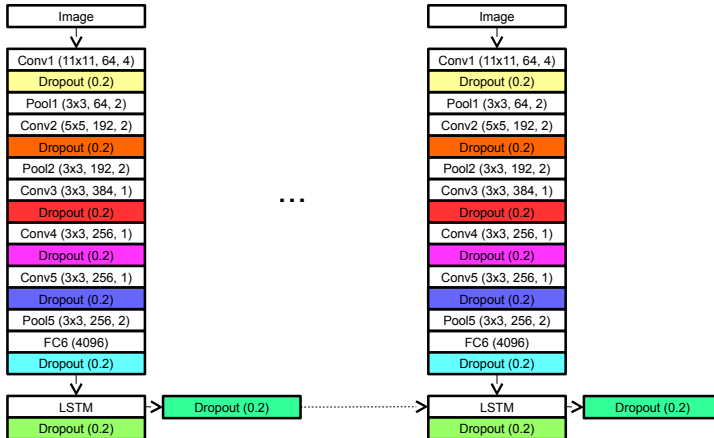 Image
Conv1 (11x11, 64, 4)
Dropout (0.2)
Pool1 (3x3, 64, 2)
Conv2 (5x5, 192, 2)
Dropout (0.2)
Pool2 (3x3, 192, 2)
Conv3 (3x3, 384, 1)
Dropout (0.2)
Conv4 (3x3, 256, 1)
Dropout (0.2)
Conv5 (3x3, 256, 1)
Dropout (0.2)
Pool5 (3x3, 256, 2)
FC6 (4096)
Dropout (0.2)
LSTM
Dropout (0.2)
Dropout (0.2)
...
Image
Conv1 (11x11, 64, 4)
Dropout (0.2)
Pool1 (3x3, 64, 2)
Conv2 (5x5, 192, 2)
Dropout (0.2)
Pool2 (3x3, 192, 2)
Conv3 (3x3, 384, 1)
Dropout (0.2)
Conv4 (3x3, 256, 1)
Dropout (0.2)
Conv5 (3x3, 256, 1)
Dropout (0.2)
Pool5 (3x3, 256, 2)
FC6 (4096)
Dropout (0.2)
LSTM
Dropout (0.2)
Dropout (0.2)